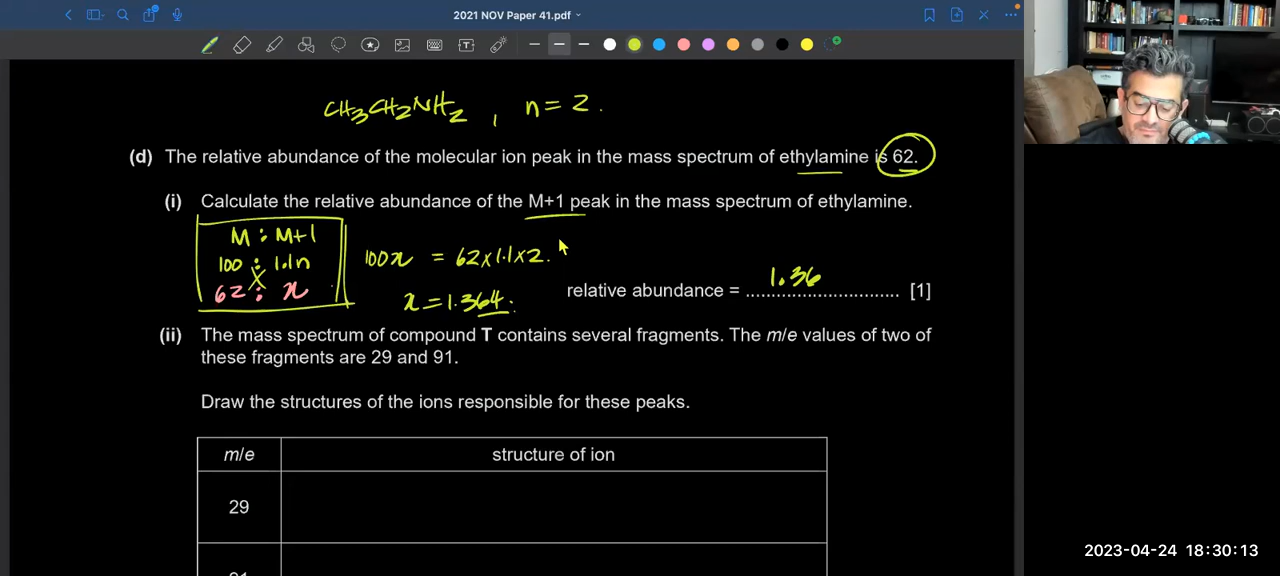 2021 NOV Paper 41.pdf
CH3CH2NH2, n = 2.
(d) The relative abundance of the molecular ion peak in the mass spectrum of ethylamine is 62.
(i) Calculate the relative abundance of the M+1 peak in the mass spectrum of ethylamine.
M : M+1
100 : 1.1n
62 : x
100x = 62×1.1×2.
x = 1.364.
1.36
relative abundance = .............................. [1]
(ii) The mass spectrum of compound T contains several fragments. The m/e values of two of
these fragments are 29 and 91.
Draw the structures of the ions responsible for these peaks.
m/e structure of ion
29
91
2023-04-24 18:30:13